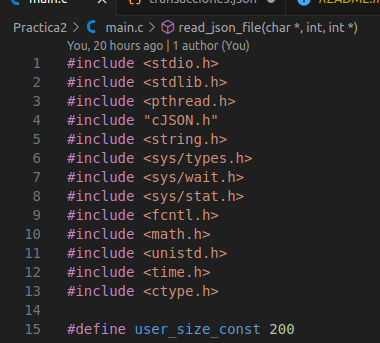 main.c transacciones.json README.m
Practica2 > C main.c > read_json_file(char *, int, int *)
You, 20 hours ago | 1 author (You)
1 #include <stdio.h>
2 #include <stdlib.h>
3 #include <pthread.h>
4 #include "cJSON.h"
5 #include <string.h>
6 #include <sys/types.h>
7 #include <sys/wait.h>
8 #include <sys/stat.h>
9 #include <fcntl.h>
10 #include <math.h>
11 #include <unistd.h>
12 #include <time.h>
13 #include <ctype.h>
14
15 #define user_size_const 200